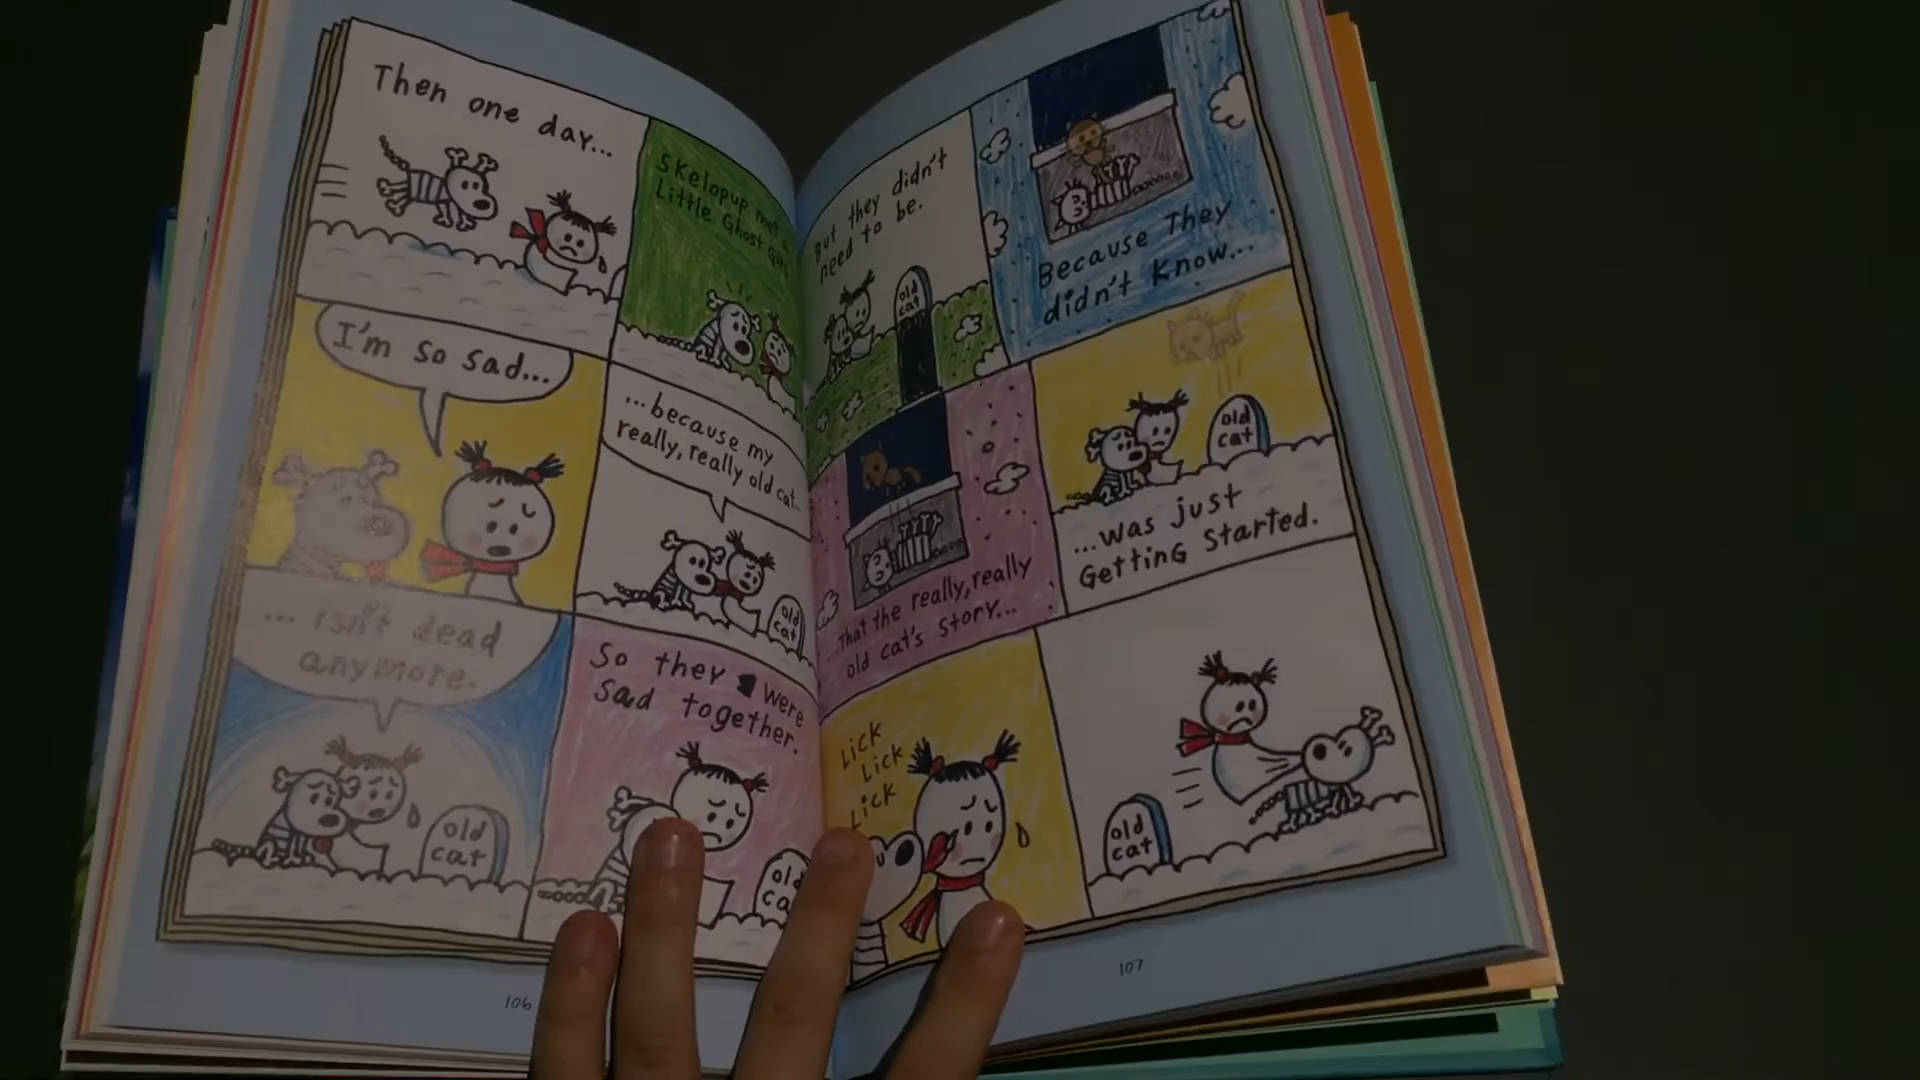 Then one day...
Skelopup met a
Little Ghost Girl
I'm so sad...
...because my
really, really old cat...
... isn't dead
anymore.
old
cat
old
cat
So they were
sad together.
old
106
But they didn't
need to be.
old
cat
Because They
didn't know...
...That the really, really
old cat's story...
old
cat
...was just
GettinG started.
Lick
Lick
Lick
old
cat
107